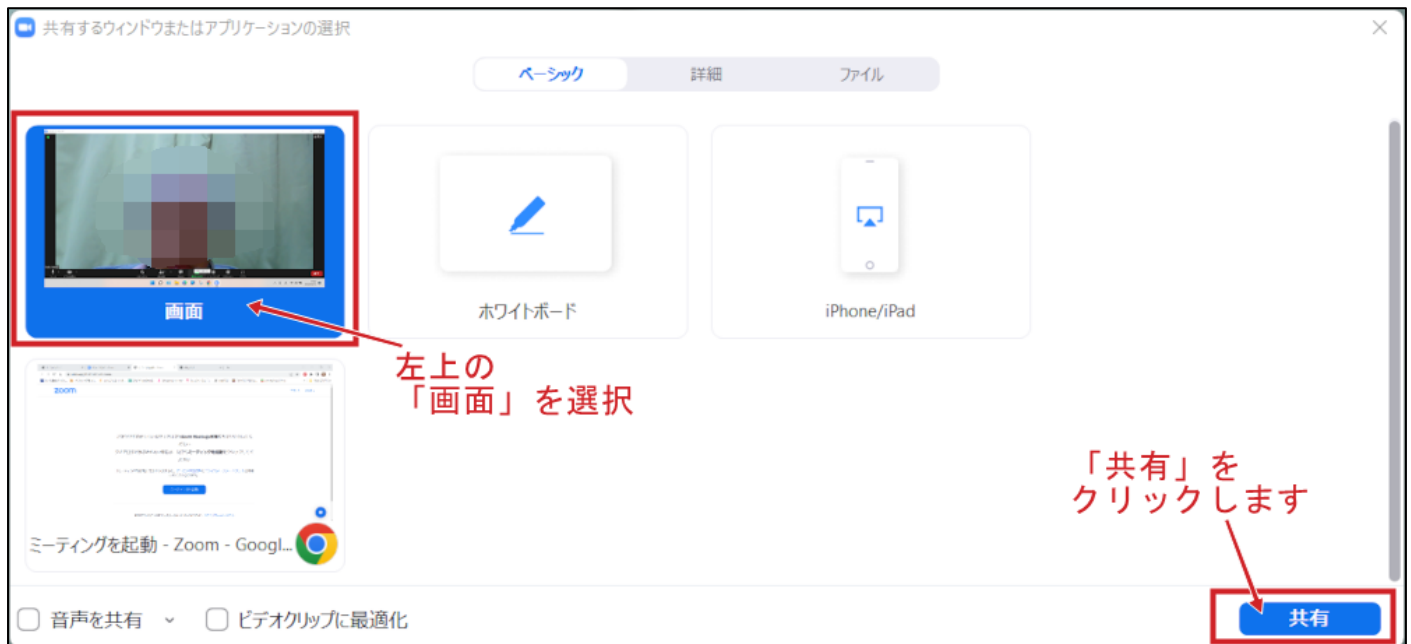 共有するウィンドウまたはアプリケーションの選択
ベーシック
詳細
ファイル
画面
ホワイトボード
iPhone/iPad
左上の
「画面」を選択
zoom
ミーティングを起動 - Zoom - Googl...
「共有」を
クリックします
音声を共有
ビデオクリップに最適化
共有